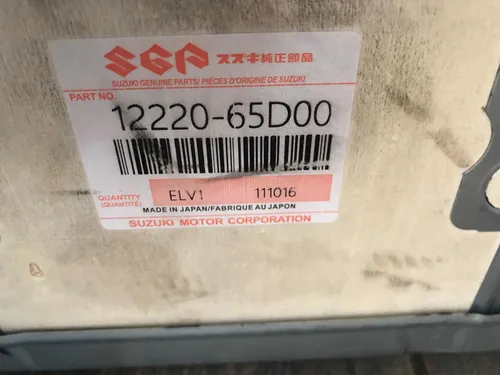 SGP スズキ純正部品
SUZUKI GENUINE PARTS/ PIÈCES D'ORIGINE DE SUZUKI
PART NO.
12220-65D00
QUANTITY
(QUANTITÉ)
ELV1 111016
MADE IN JAPAN/FABRIQUE AU JAPON
SUZUKI MOTOR CORPORATION